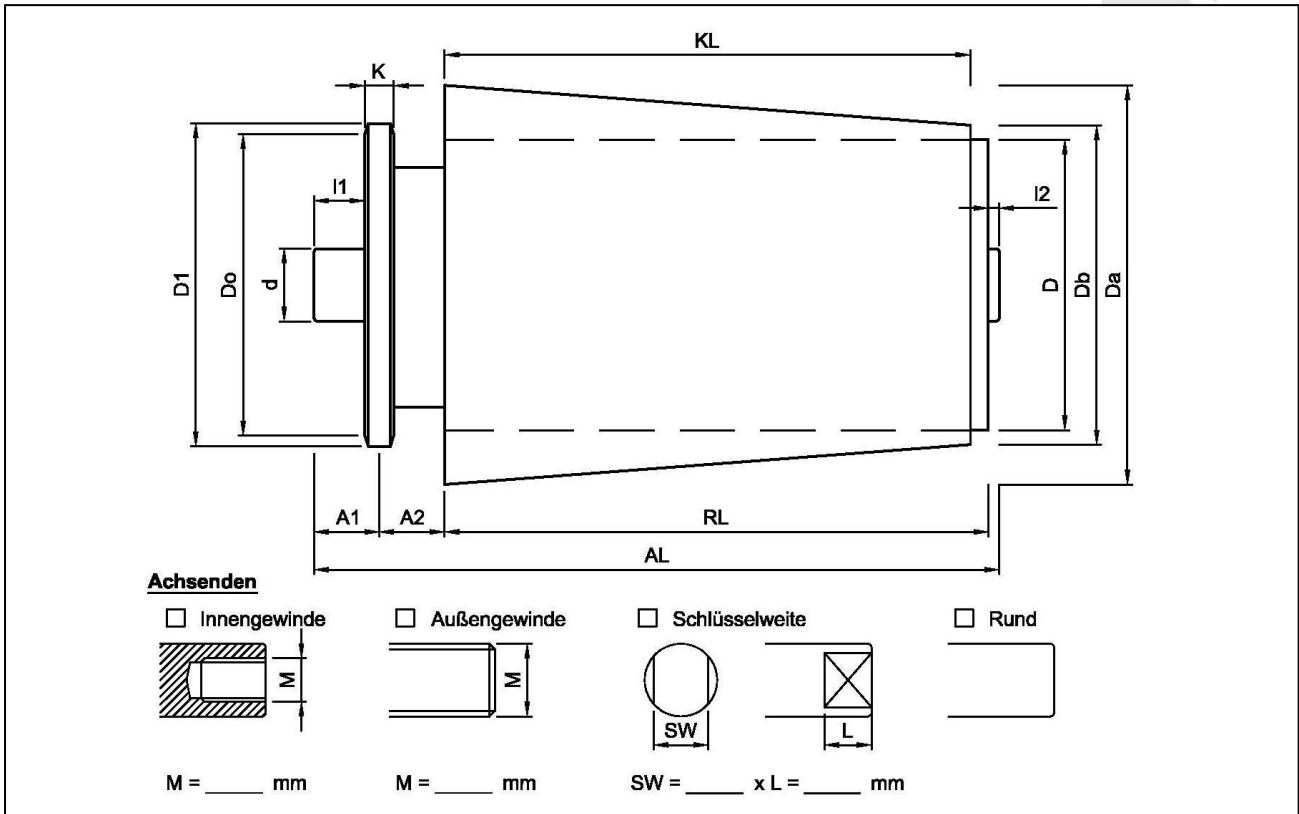 KL
K
l1
l2
D1
Do
d
D
Db
Da
A1 A2 RL
AL
Achsenden
Innengewinde Außengewinde Schlüsselweite Rund
M M
SW L
M = _____ mm M = _____ mm SW = _____ x L = _____ mm